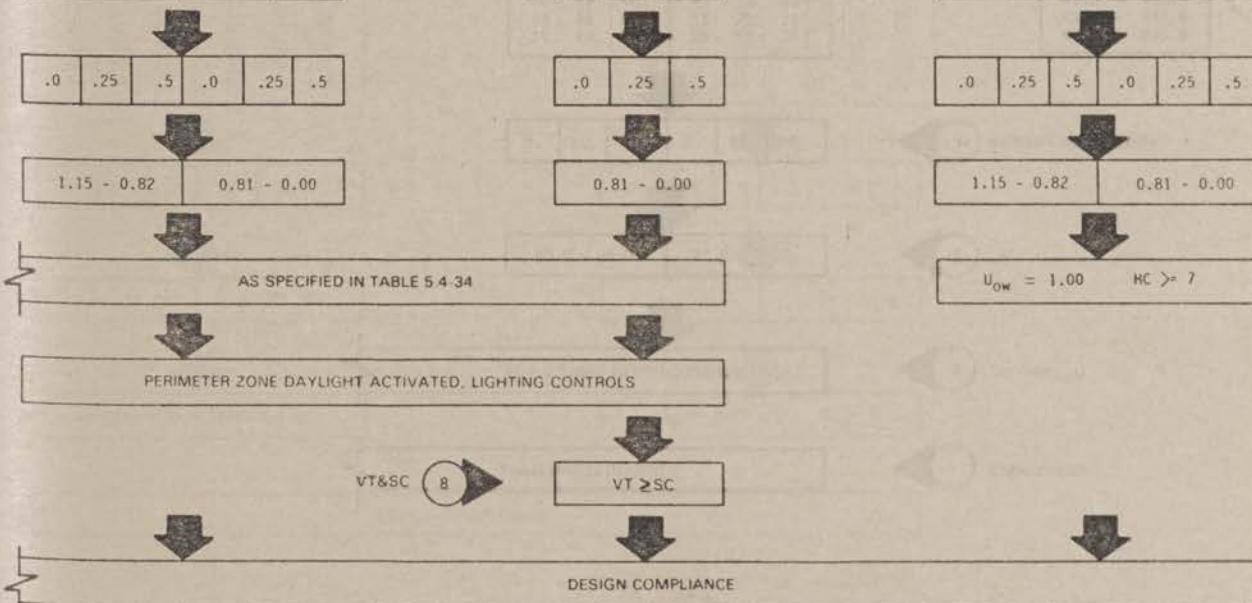 .0 .25 .5 .0 .25 .5 .0 .25 .5 .0 .25 .5 .0 .25 .5
1.15 - 0.82 0.81 - 0.00 0.81 - 0.00 1.15 - 0.82 0.81 - 0.00
AS SPECIFIED IN TABLE 5.4-34 U_OW = 1.00 HC >= 7
PERIMETER ZONE DAYLIGHT ACTIVATED, LIGHTING CONTROLS
VT&SC 8 VT ≥ SC
DESIGN COMPLIANCE